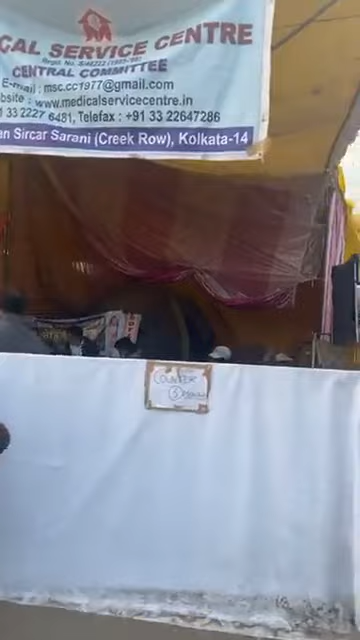 CAL SERVICE CENTRE
CENTRAL COMMITTEE
E-mail : msc.cc1977@gmail.com
bsite : www.medicalservicecentre.in
33 2227 6481, Telefax : +91 33 22647286
an Sircar Sarani (Creek Row), Kolkata-14
COUNTER